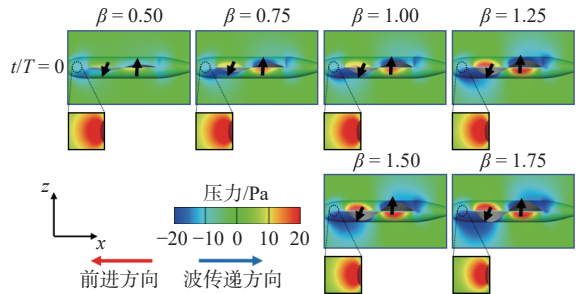 β = 0.50 β = 0.75 β = 1.00 β = 1.25
t/T = 0
β = 1.50 β = 1.75
z
x
压力/Pa
−20 −10 0 10 20
前进方向 波传递方向